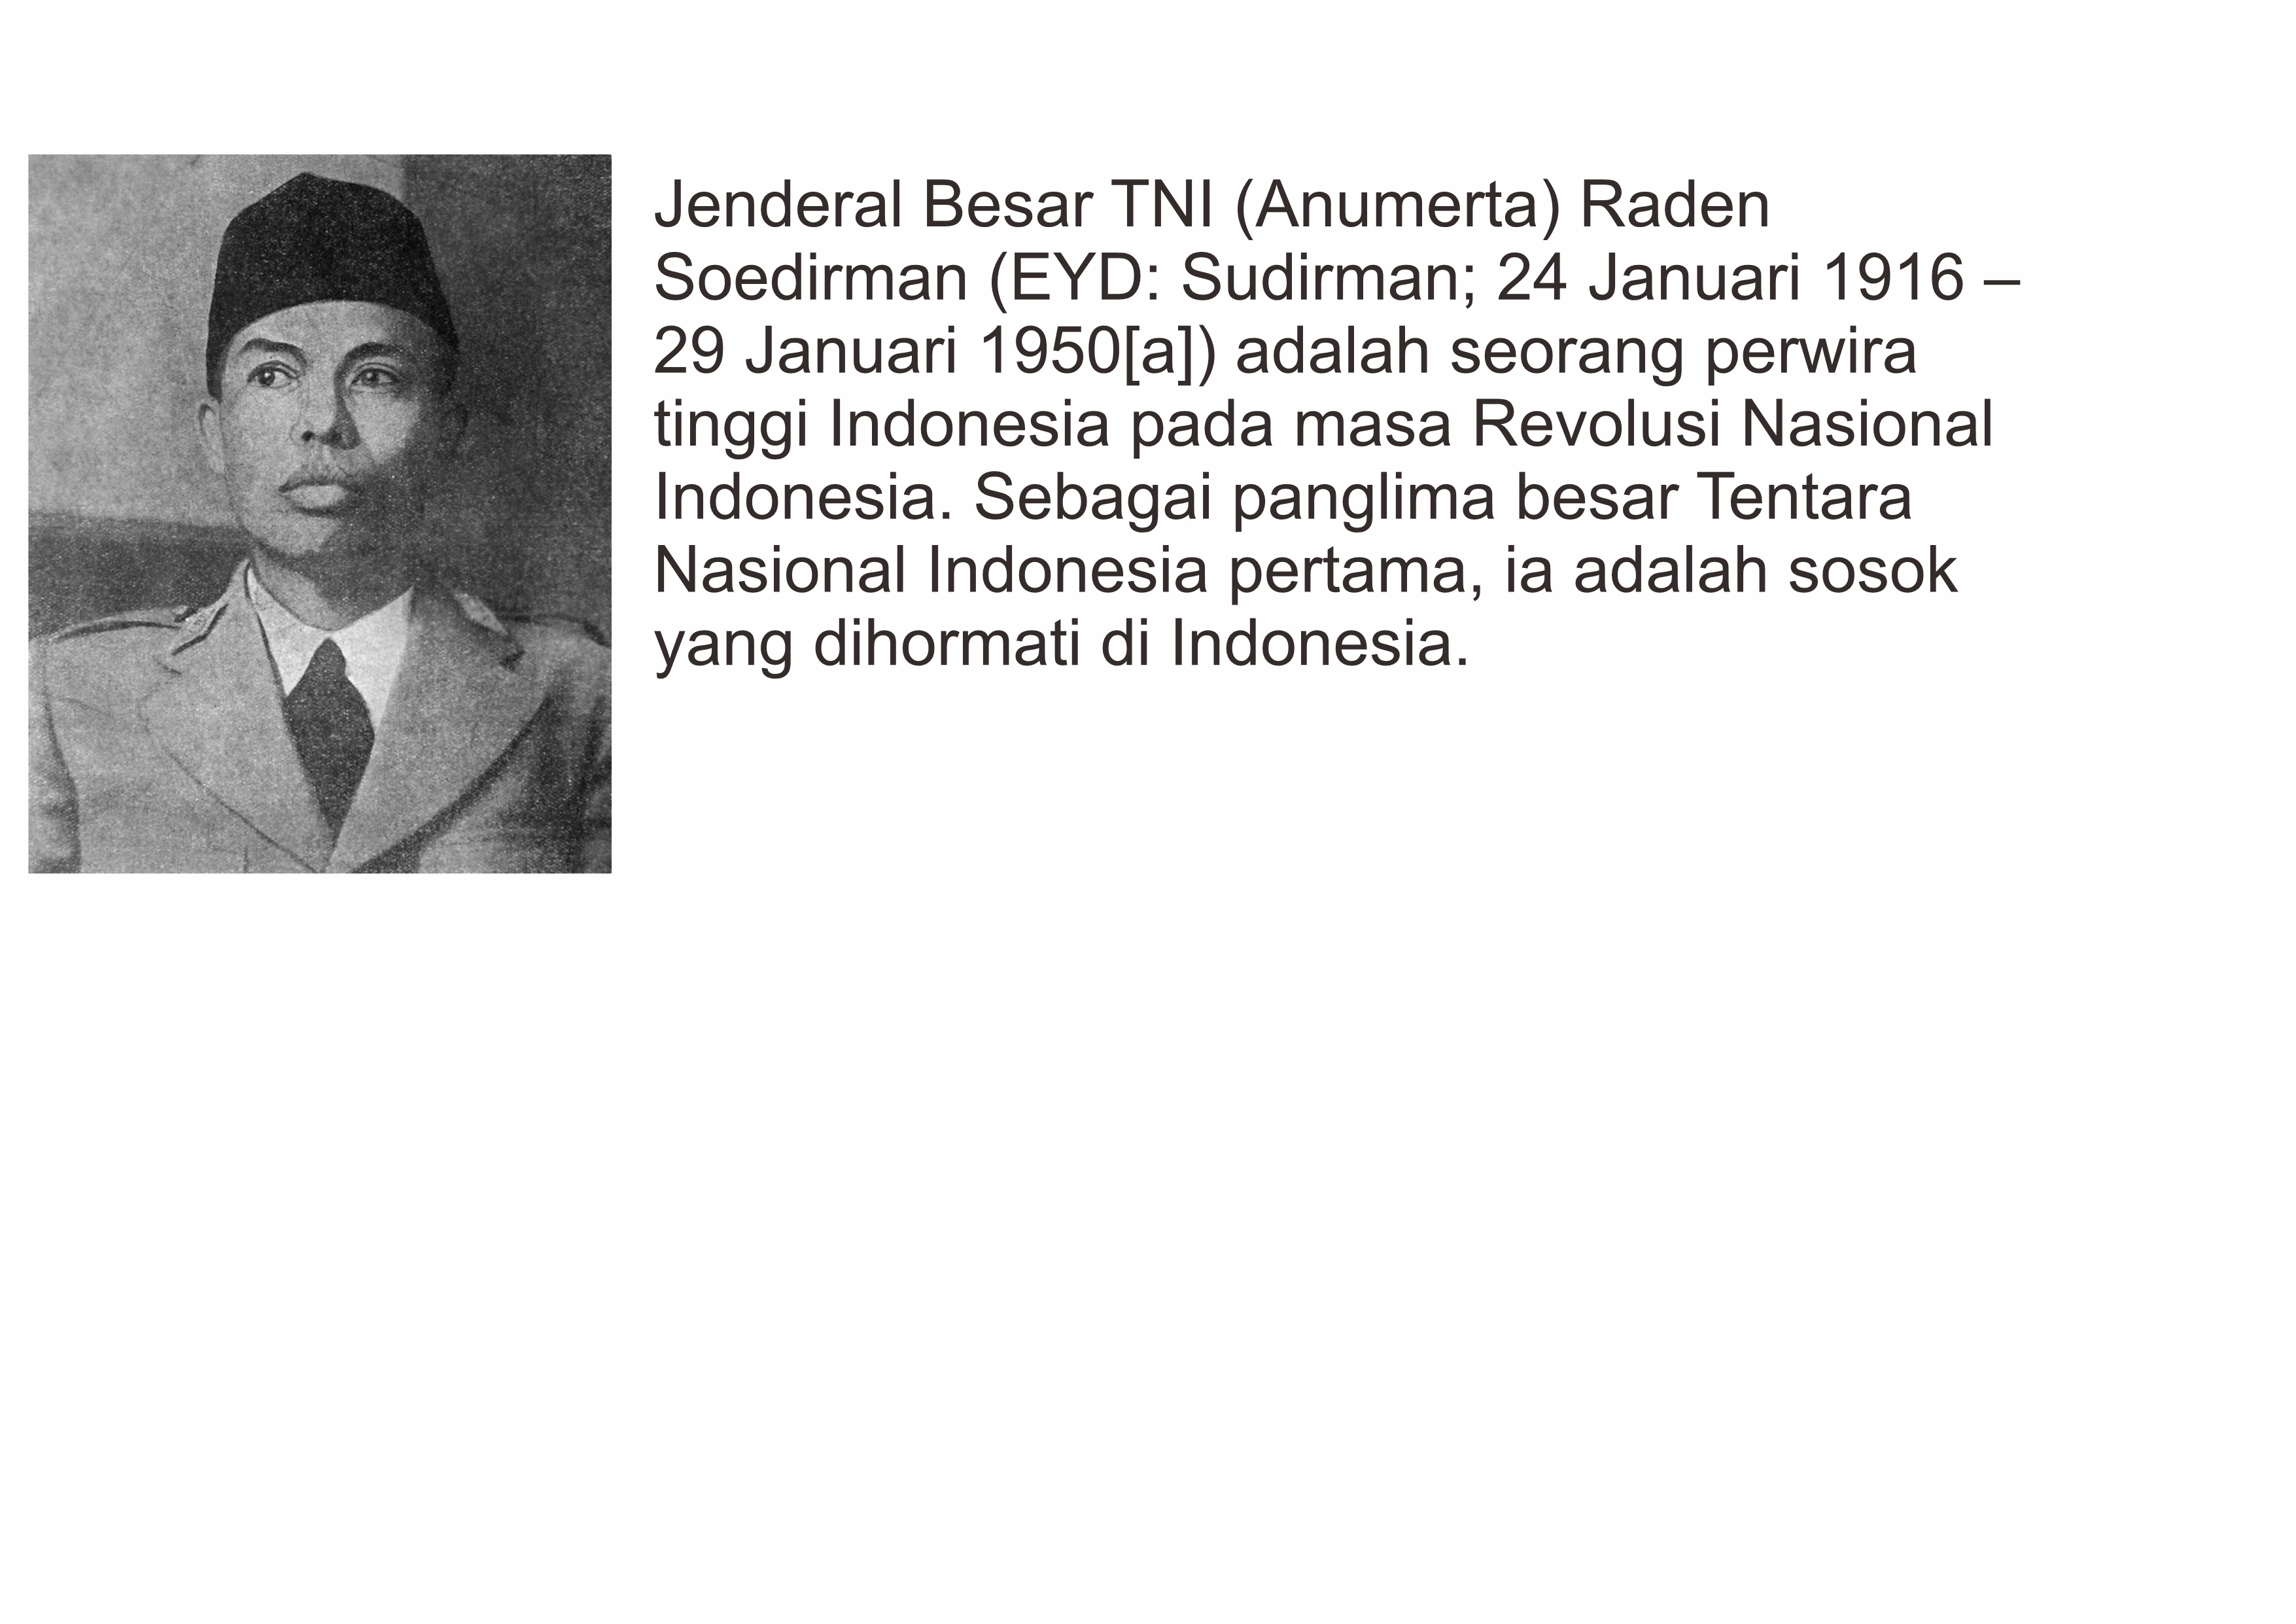 Jenderal Besar TNI (Anumerta) Raden
Soedirman (EYD: Sudirman; 24 Januari 1916 –
29 Januari 1950[a]) adalah seorang perwira
tinggi Indonesia pada masa Revolusi Nasional
Indonesia. Sebagai panglima besar Tentara
Nasional Indonesia pertama, ia adalah sosok
yang dihormati di Indonesia.